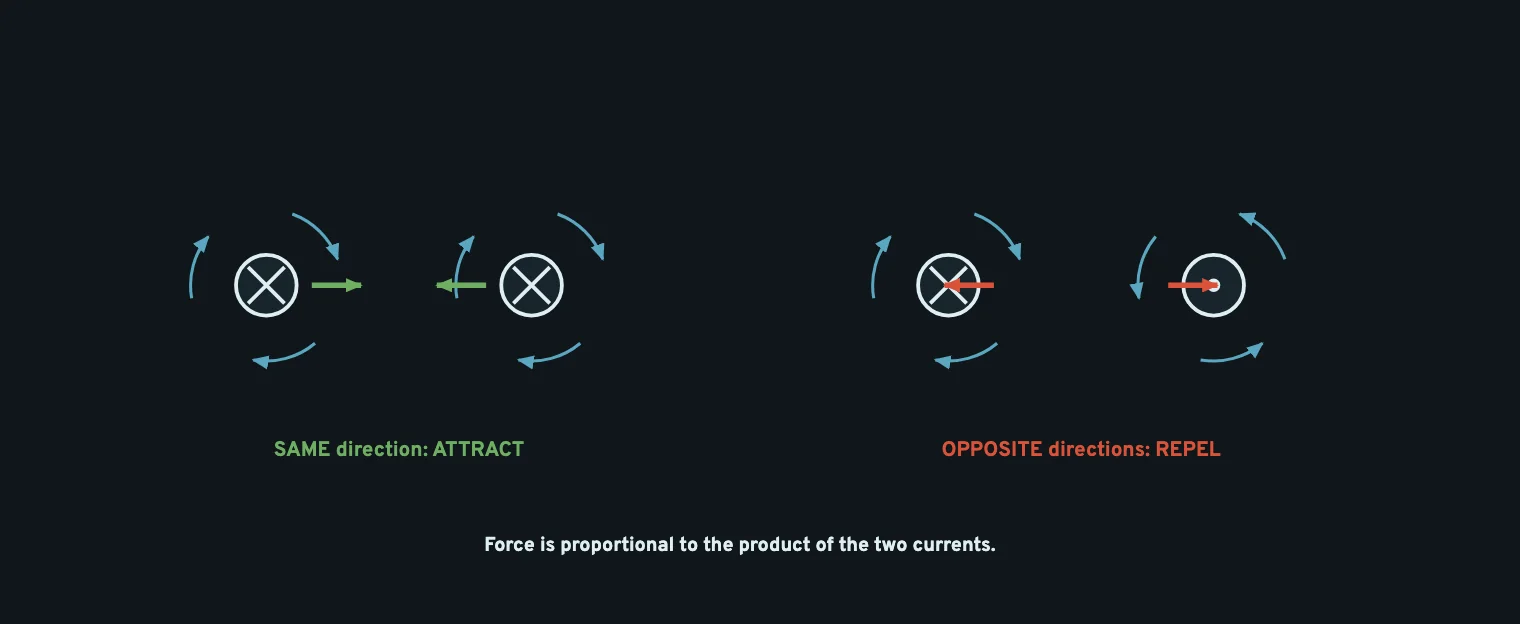 SAME direction: ATTRACT
OPPOSITE directions: REPEL
Force is proportional to the product of the two currents.